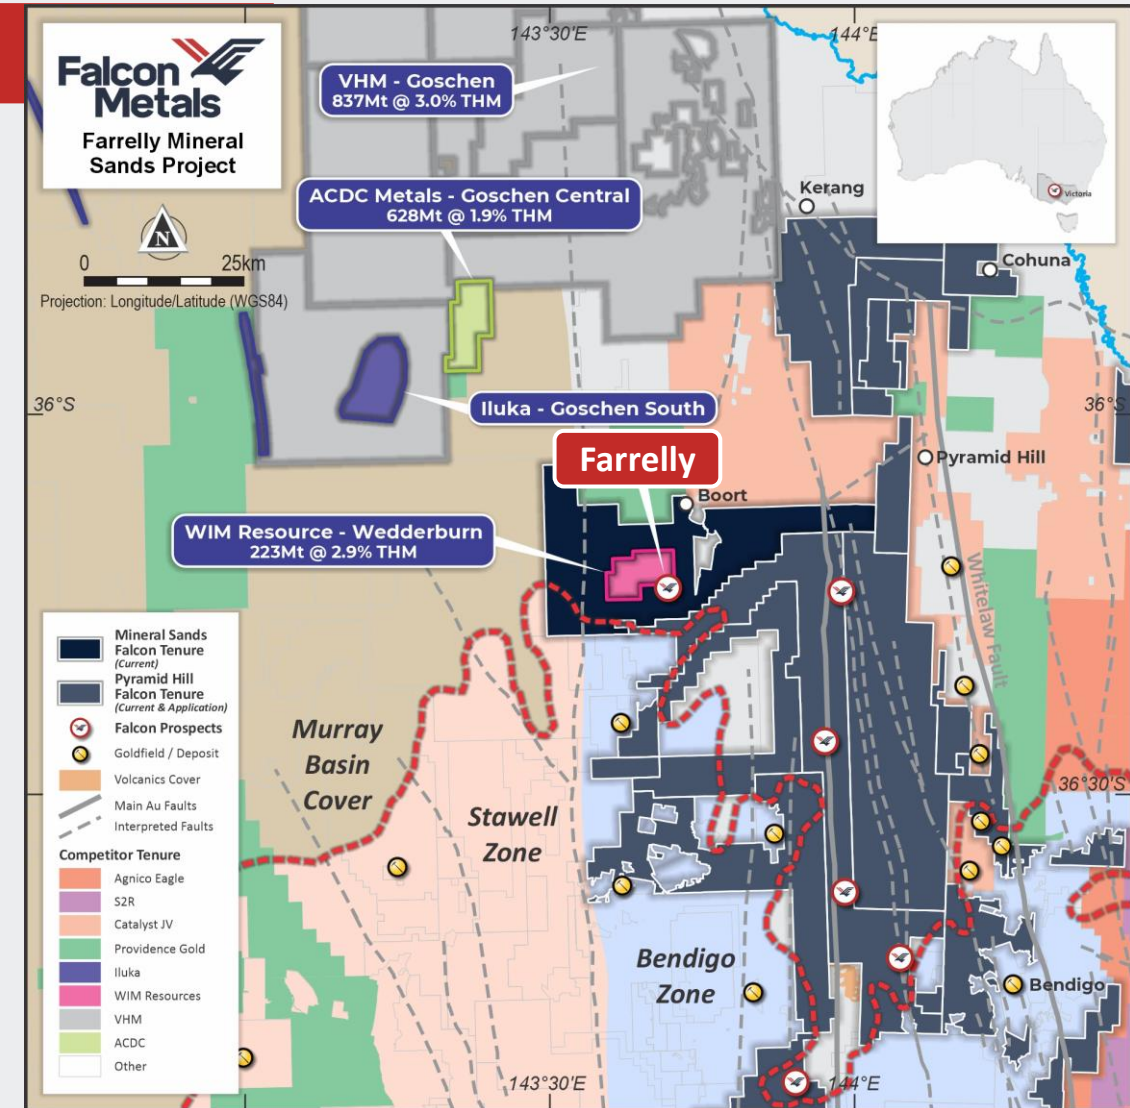 Falcon
Metals
Farrelly Mineral
Sands Project
N
0 25km
Projection: Longitude/Latitude (WGS84)
143°30'E
144°E
VHM - Goschen
837Mt @ 3.0% THM
ACDC Metals - Goschen Central
628Mt @ 1.9% THM
Victoria
Kerang
Cohuna
36°S
36°S
Iluka - Goschen South
Farrelly
Pyramid Hill
Boort
WIM Resource - Wedderburn
223Mt @ 2.9% THM
Whitelaw Fault
Mineral Sands
Falcon Tenure
(Current)
Pyramid Hill
Falcon Tenure
(Current & Application)
Falcon Prospects
Goldfield / Deposit
Volcanics Cover
Main Au Faults
Interpreted Faults
Competitor Tenure
Agnico Eagle
S2R
Catalyst JV
Providence Gold
Iluka
WIM Resources
VHM
ACDC
Other
Murray
Basin
Cover
Stawell
Zone
36°30'S
Bendigo
Zone
Bendigo
143°30'E
144°E